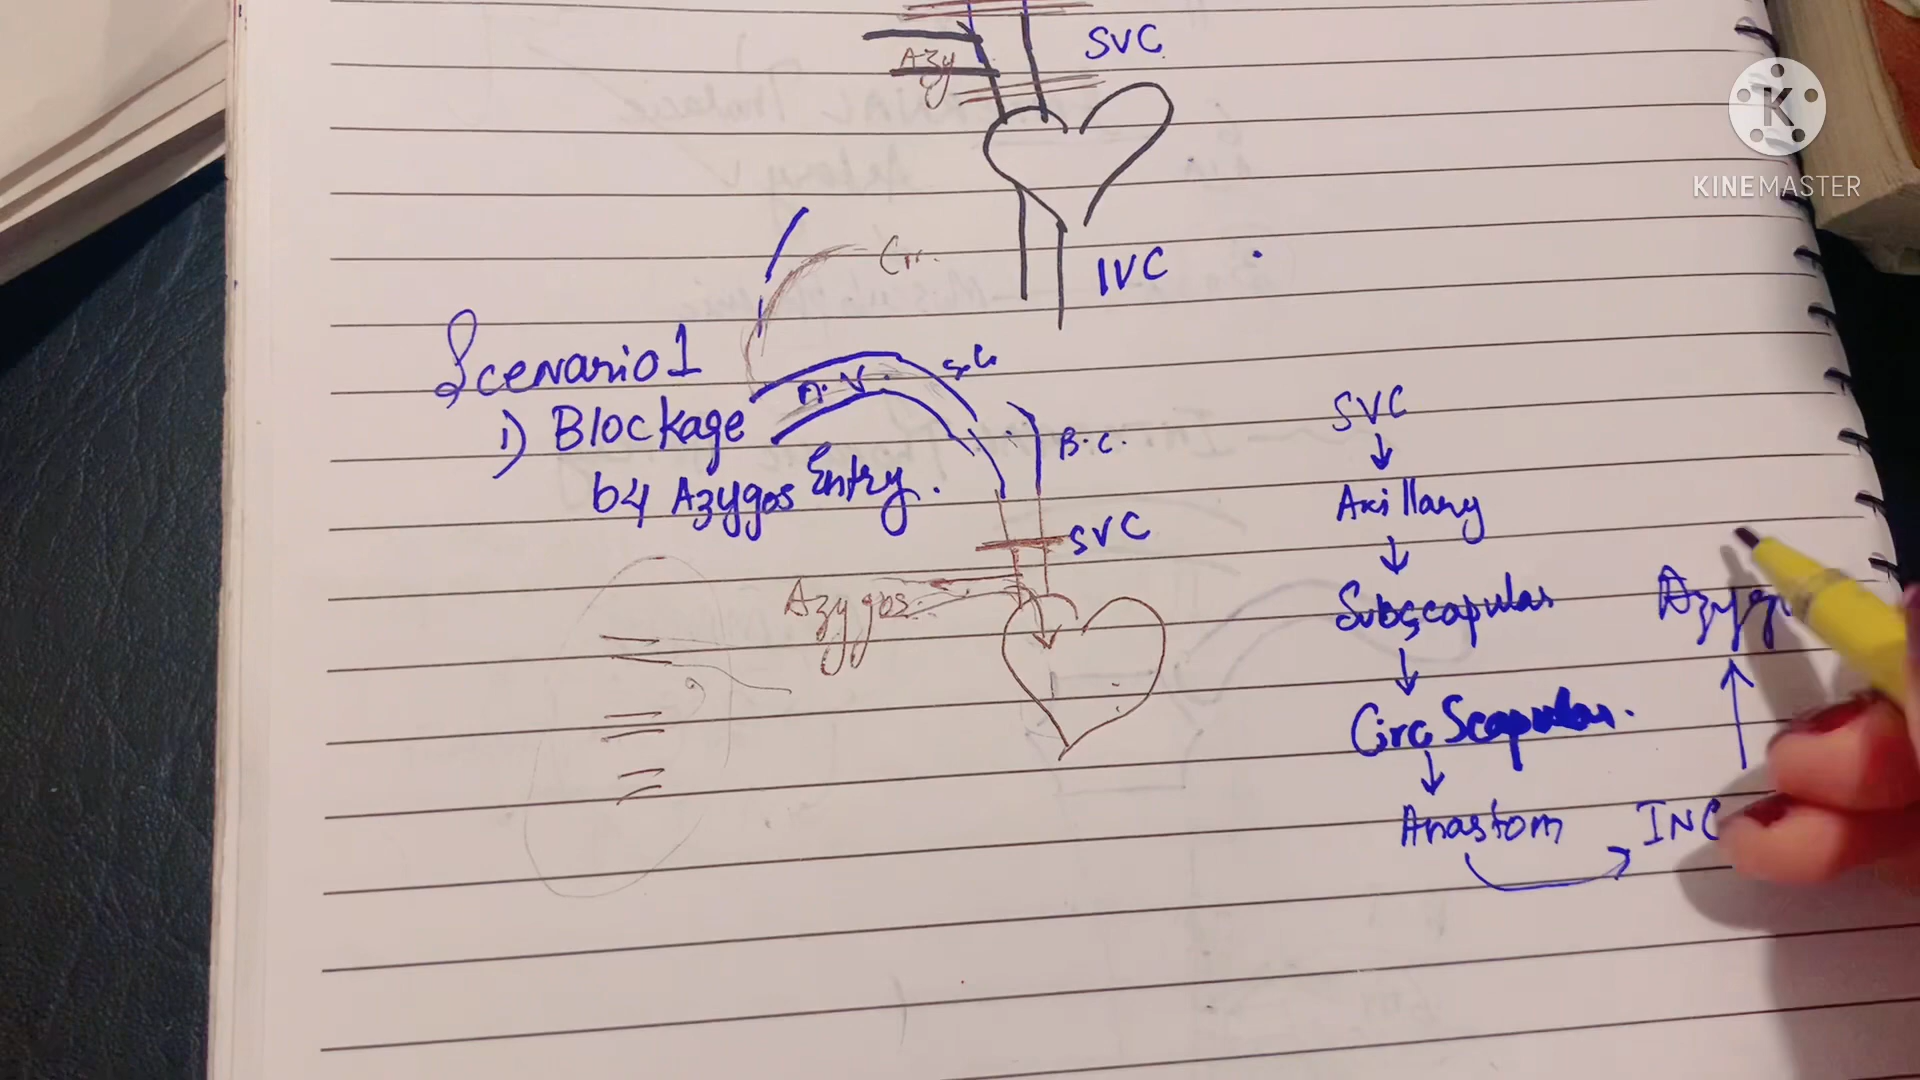 SVC
Azy
KINEMASTER
IVC
Scenario 1
1) Blockage
b4 Azygos Entry.
A.V.
B.C.
SVC
Azygos
SVC
↓
Axillary
↓
Subscapular
↓
Circ Scapular.
↓
Anastom
INC